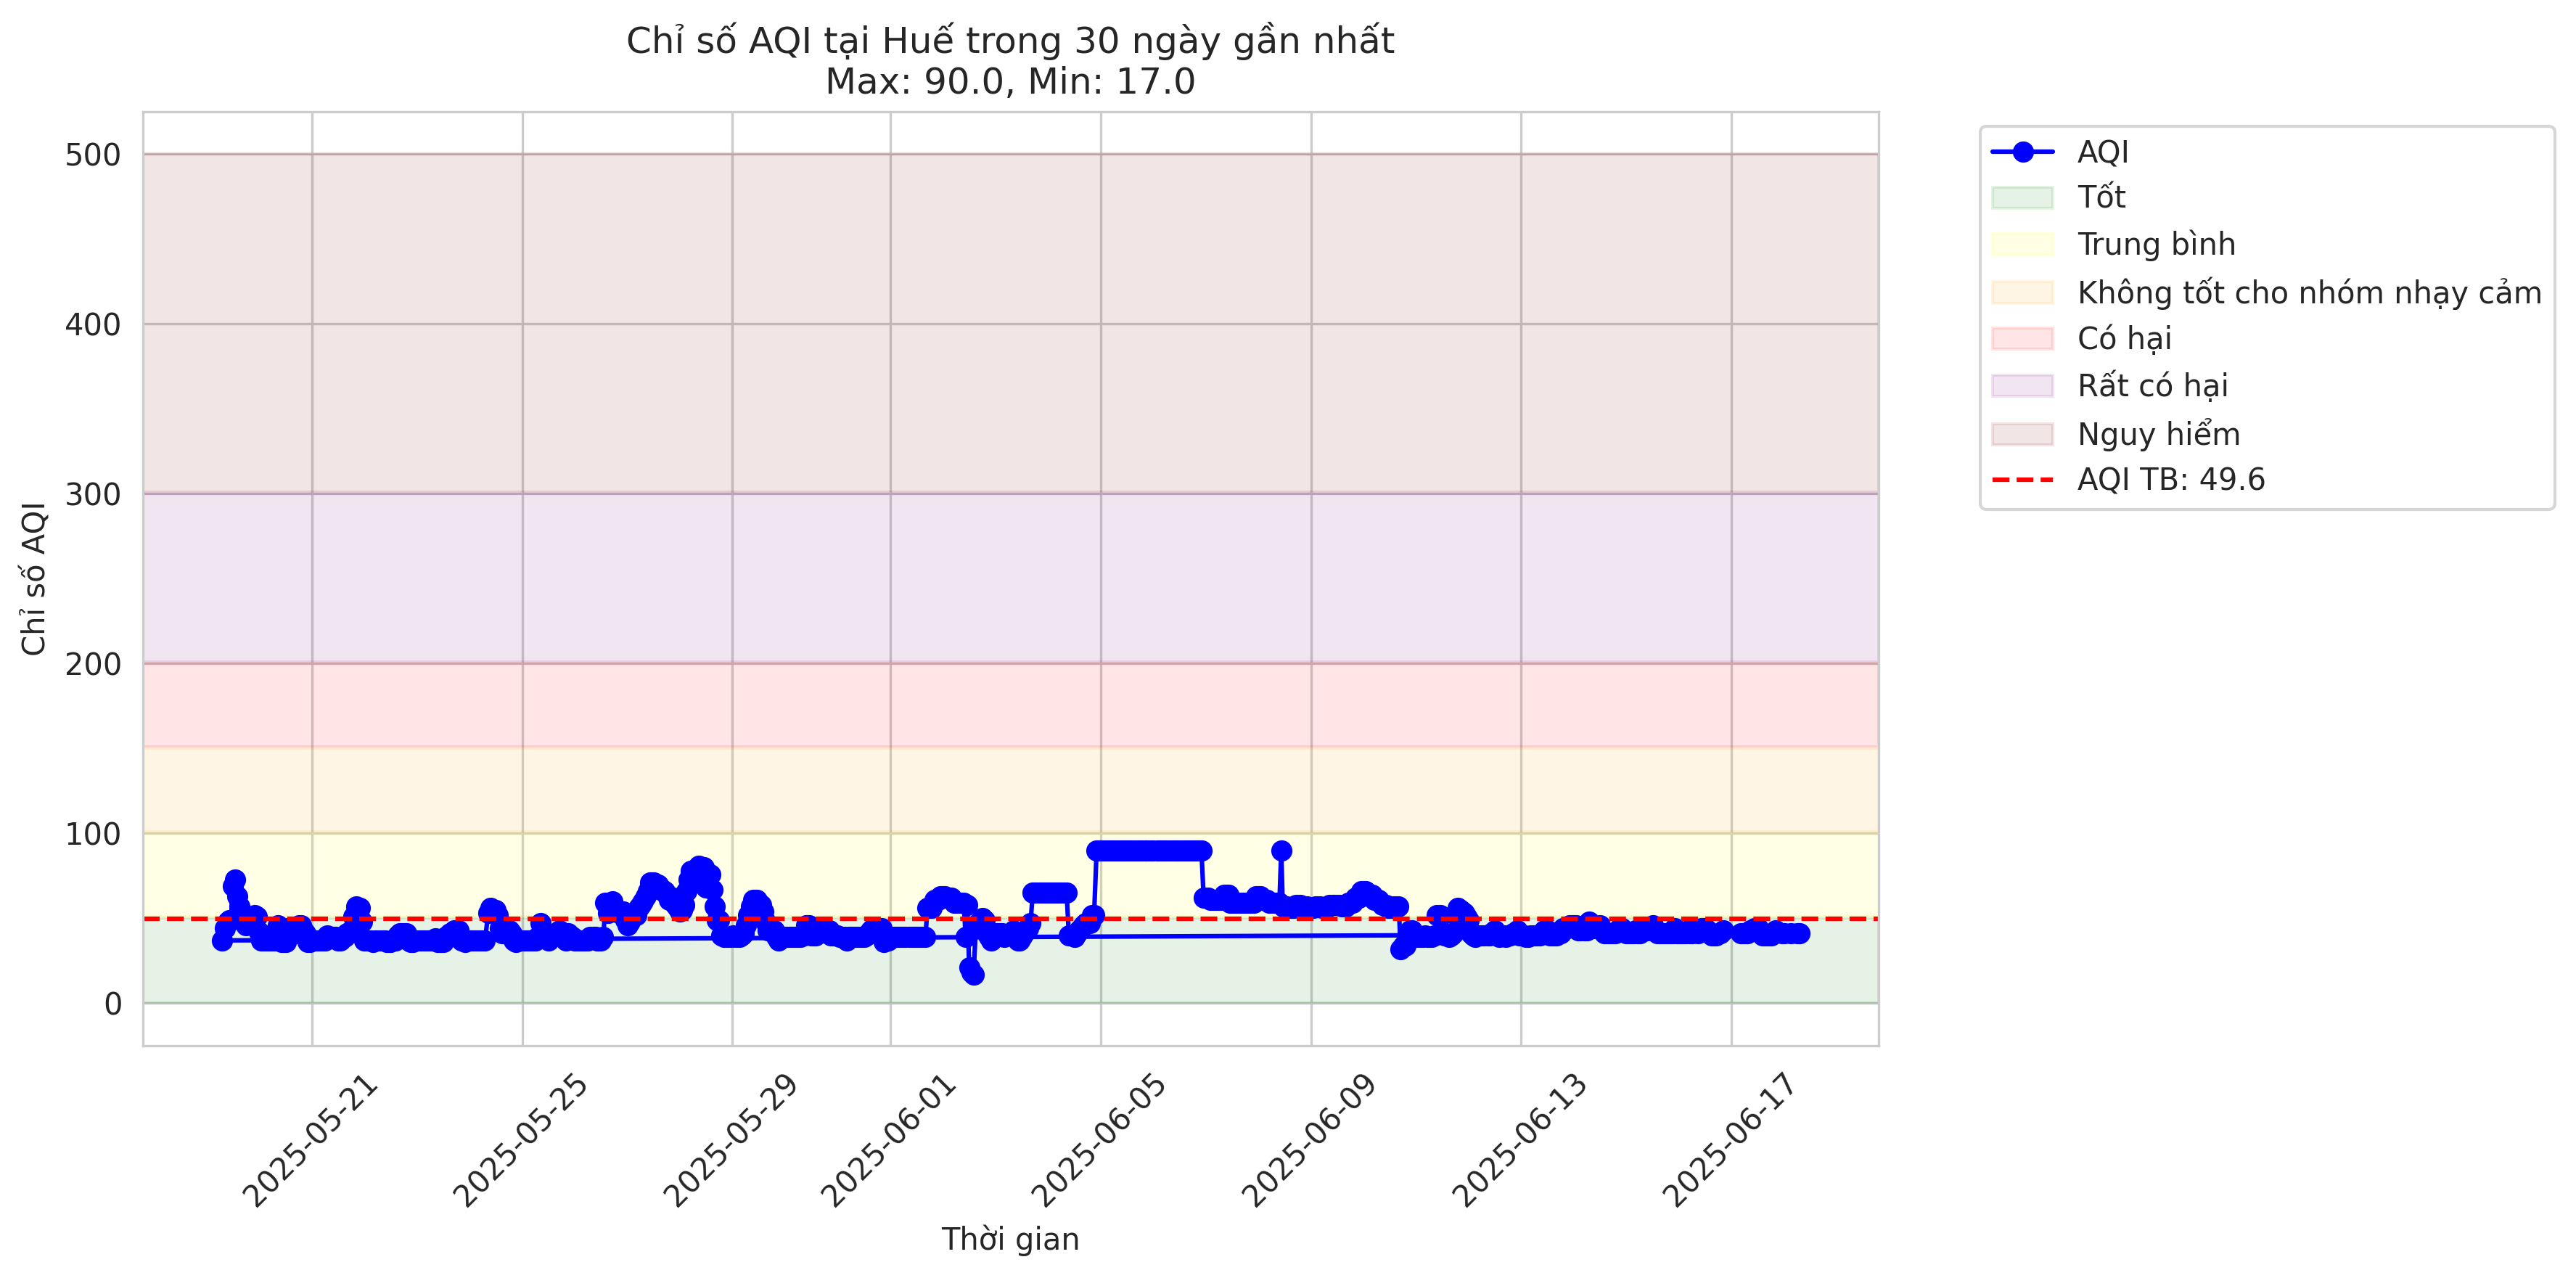 Chỉ số AQI tại Huế trong 30 ngày gần nhất
Max: 90.0, Min: 17.0
Chỉ số AQI
500
400
300
200
100
0
2025-05-21
2025-05-25
2025-05-29
2025-06-01
2025-06-05
2025-06-09
2025-06-13
2025-06-17
Thời gian
AQI
Tốt
Trung bình
Không tốt cho nhóm nhạy cảm
Có hại
Rất có hại
Nguy hiểm
AQI TB: 49.6